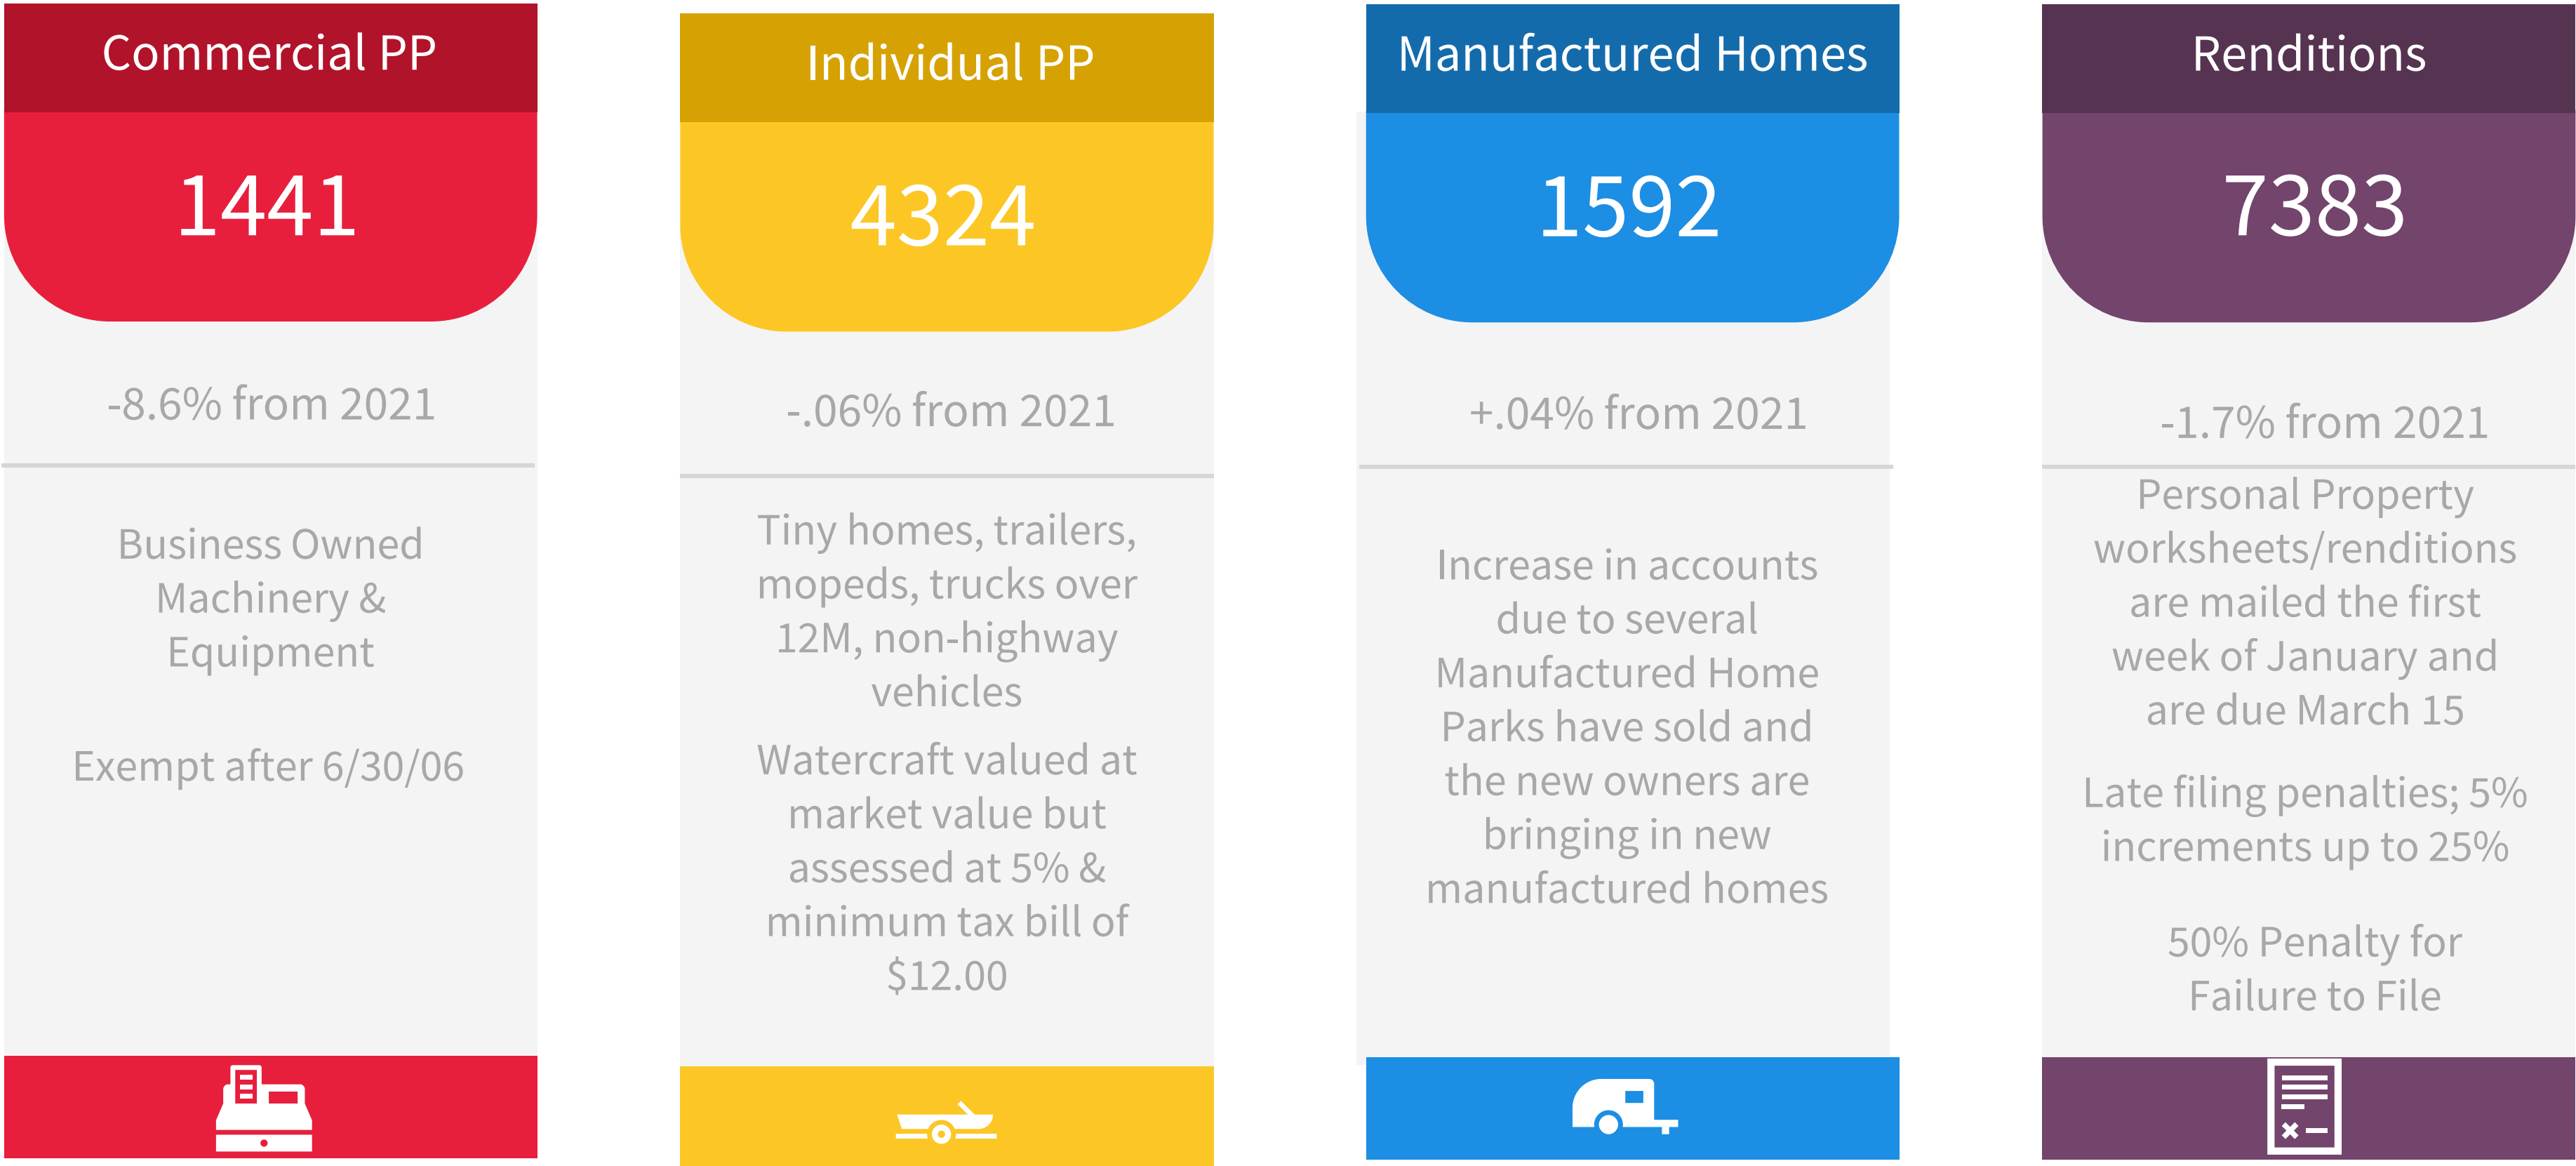 Commercial PP
1441
-8.6% from 2021
Business Owned
Machinery &
Equipment
Exempt after 6/30/06
Individual PP
4324
-.06% from 2021
Tiny homes, trailers,
mopeds, trucks over
12M, non-highway
vehicles
Watercraft valued at
market value but
assessed at 5% &
minimum tax bill of
$12.00
Manufactured Homes
1592
+.04% from 2021
Increase in accounts
due to several
Manufactured Home
Parks have sold and
the new owners are
bringing in new
manufactured homes
Renditions
7383
-1.7% from 2021
Personal Property
worksheets/renditions
are mailed the first
week of January and
are due March 15
Late filing penalties; 5%
increments up to 25%
50% Penalty for
Failure to File